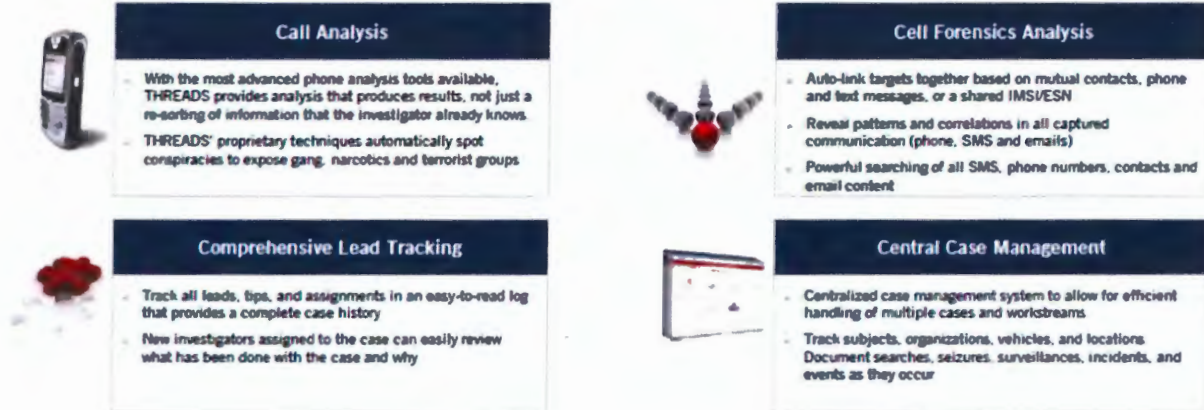 Call Analysis
With the most advanced phone analysis tools available,
THREADS provides analysis that produces results, not just a
re-sorting of information that the investigator already knows
THREADS' proprietary techniques automatically spot
conspiracies to expose gang, narcotics and terrorist groups
Cell Forensics Analysis
Auto-link targets together based on mutual contacts, phone
and text messages, or a shared IMSI/ESN
Reveal patterns and correlations in all captured
communication (phone, SMS and emails)
Powerful searching of all SMS, phone numbers, contacts and
email content
Comprehensive Lead Tracking
Track all leads, tips, and assignments in an easy-to-read log
that provides a complete case history
New investigators assigned to the case can easily review
what has been done with the case and why
Central Case Management
Centralized case management system to allow for efficient
handling of multiple cases and workstreams
Track subjects, organizations, vehicles, and locations
Document searches, seizures, surveillances, incidents, and
events as they occur